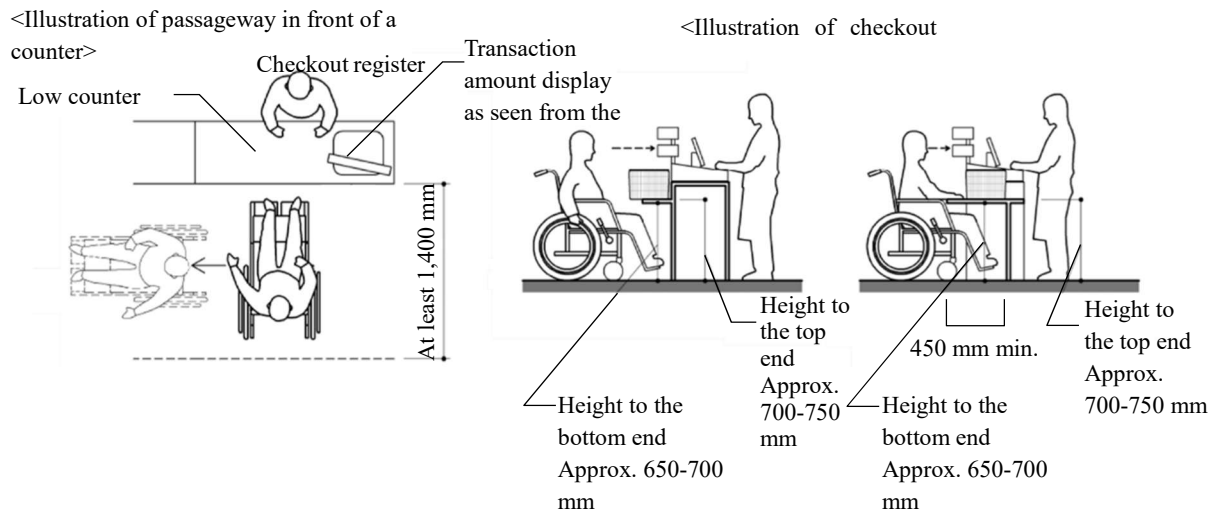 <Illustration of passageway in front of a
counter>
Checkout register
Low counter
Transaction
amount display
as seen from the
At least 1,400 mm
<Illustration of checkout
Height to
the top
end
Approx.
700-750
mm
Height to the
bottom end
Approx. 650-700
mm
450 mm min.
Height to
the top end
Approx.
700-750 mm
Height to the
bottom end
Approx. 650-700
mm